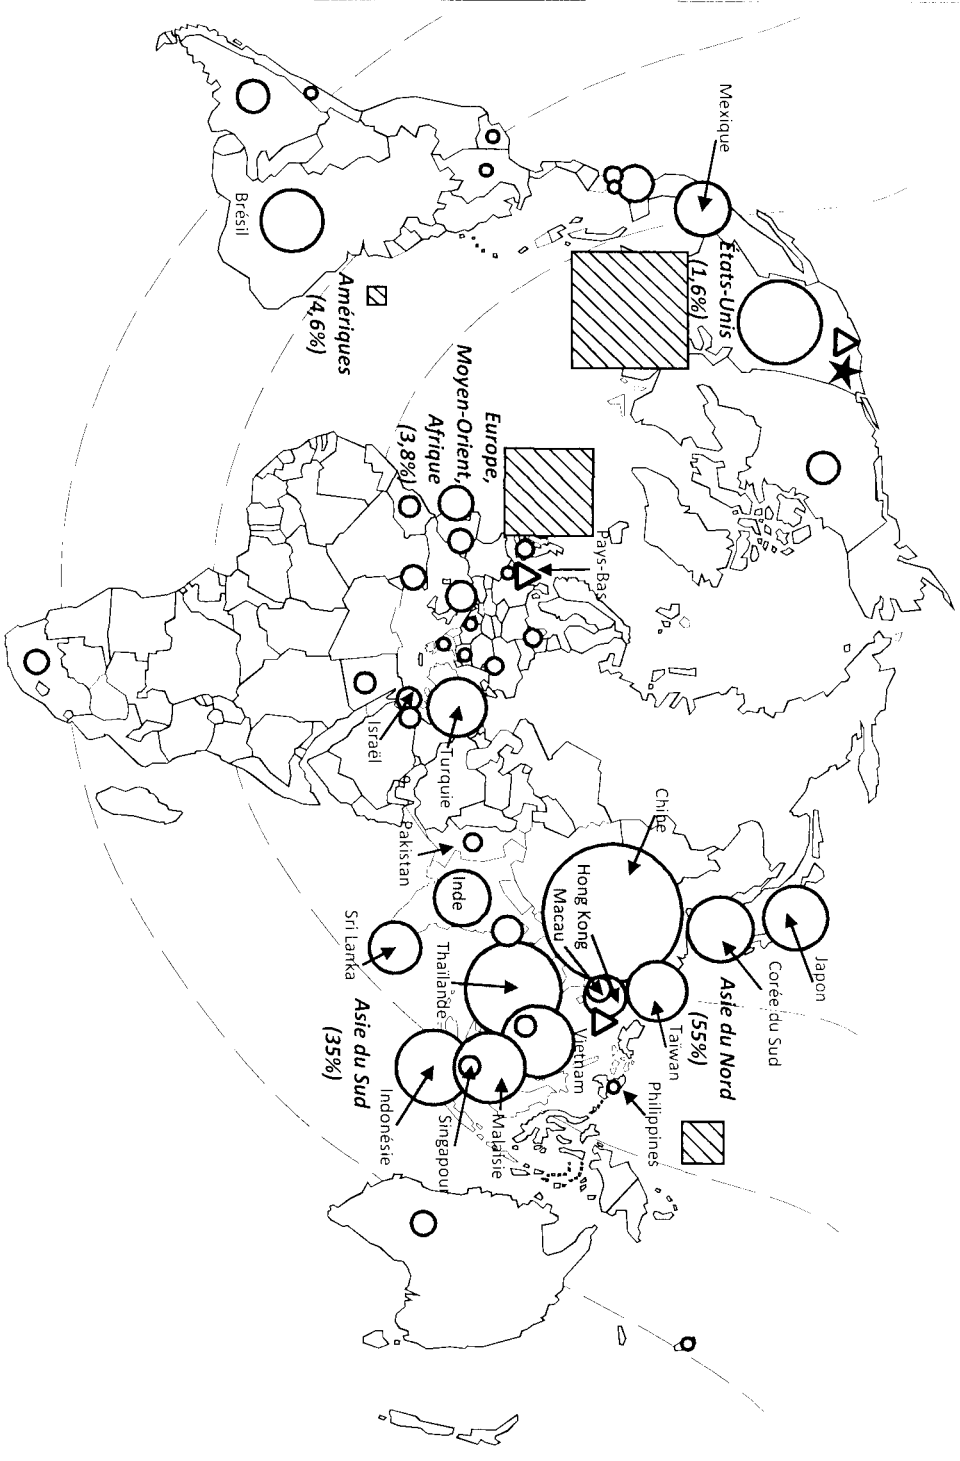 Mexique
États-Unis
(1,6%)
Brésil
Amériques
(4,6%)
Europe,
Moyen-Orient,
Afrique
(3,8%)
Pays-Bas
Israël
Turquie
Pakistan
Inde
Sri Lanka
Chine
Hong Kong
Macau
Japon
Corée du Sud
Asie du Nord
(55%)
Taïwan
Thaïlande
Vietnam
Philippines
Asie du Sud
(35%)
Malaisie
Singapour
Indonésie